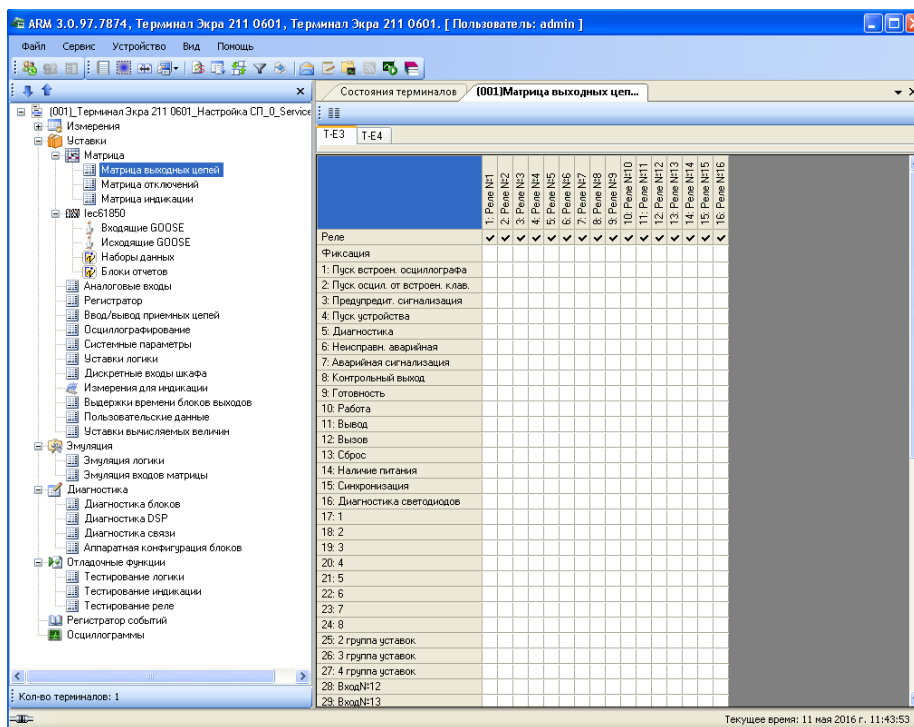 ARM 3.0.97.7874, Терминал Экра 211 0601, Терминал Экра 211 0601. [ Пользователь: admin ]
Файл Сервис Устройство Вид Помощь
Состояния терминалов (001)Матрица выходных цеп...
(001)_Терминал Экра 211 0601_Настройка СП_0_Service
Измерения
Уставки
Матрица
Матрица выходных цепей
Матрица отключений
Матрица индикации
Iec61850
Входящие GOOSE
Исходящие GOOSE
Наборы данных
Блоки отчетов
Аналоговые входы
Регистратор
Ввод/вывод приемных цепей
Осциллографирование
Системные параметры
Уставки логики
Дискретные входы шкафа
Измерения для индикации
Выдержки времени блоков выходов
Пользовательские данные
Уставки вычисляемых величин
Эмуляция
Эмуляция логики
Эмуляция входов матрицы
Диагностика
Диагностика блоков
Диагностика DSP
Диагностика связи
Аппаратная конфигурация блоков
Отладочные функции
Тестирование логики
Тестирование индикации
Тестирование реле
Регистратор событий
Осциллограммы
Кол-во терминалов: 1
T-E3 T-E4
1: Реле №1
2: Реле №2
3: Реле №3
4: Реле №4
5: Реле №5
6: Реле №6
7: Реле №7
8: Реле №8
9: Реле №9
10: Реле №10
11: Реле №11
12: Реле №12
13: Реле №13
14: Реле №14
15: Реле №15
16: Реле №16
Реле
Фиксация
1: Пуск встроен. осциллографа
2: Пуск осцил. от встроен. клав.
3: Предупредит. сигнализация
4: Пуск устройства
5: Диагностика
6: Неисправн. аварийная
7: Аварийная сигнализация
8: Контрольный выход
9: Готовность
10: Работа
11: Вывод
12: Вызов
13: Сброс
14: Наличие питания
15: Синхронизация
16: Диагностика светодиодов
17: 1
18: 2
19: 3
20: 4
21: 5
22: 6
23: 7
24: 8
25: 2 группа уставок
26: 3 группа уставок
27: 4 группа уставок
28: Вход№12
29: Вход№13
Текущее время: 11 мая 2016 г. 11:43:53